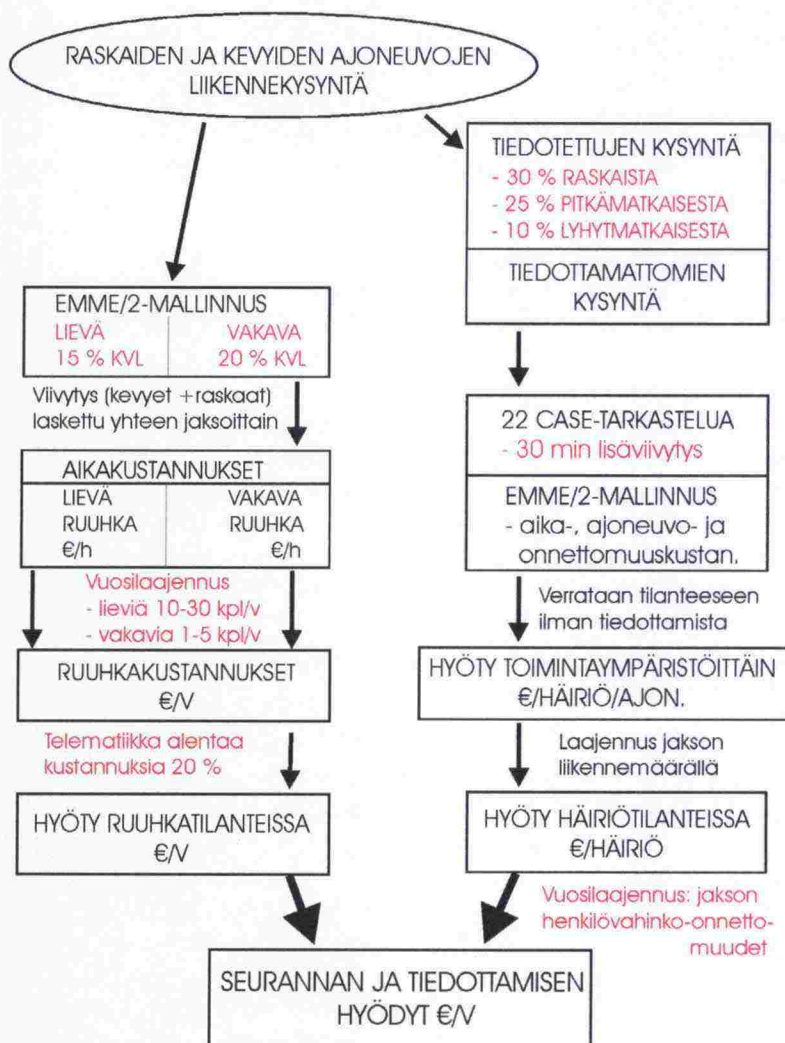 RASKAIDEN JA KEVYIDEN AJONEUVOJEN
LIIKENNEKYSYNTÄ
EMME/2-MALLINNUS
LIEVÄ VAKAVA
15 % KVL 20 % KVL
Viivytys (kevyet +raskaat)
laskettu yhteen jaksoittain
AIKAKUSTANNUKSET
LIEVÄ VAKAVA
RUUHKA RUUHKA
€/h €/h
Vuosilaajennus
- lieviä 10-30 kpl/v
- vakavia 1-5 kpl/v
RUUHKAKUSTANNUKSET
€/V
Telematiikka alentaa
kustannuksia 20 %
HYÖTY RUUHKATILANTEISSA
€/V
TIEDOTETTUJEN KYSYNTÄ
- 30 % RASKAISTA
- 25 % PITKÄMATKAISESTA
- 10 % LYHYTMATKAISESTA
TIEDOTTAMATTOMIEN
KYSYNTÄ
22 CASE-TARKASTELUA
- 30 min lisäviivytys
EMME/2-MALLINNUS
- aika-, ajoneuvo- ja
onnettomuuskustan.
Verrataan tilanteeseen
ilman tiedottamista
HYÖTY TOIMINTAYMPÄRISTÖITTÄIN
€/HÄIRIÖ/AJON.
Laajennus jakson
liikennemäärällä
HYÖTY HÄIRIÖTILANTEISSA
€/HÄIRIÖ
Vuosilaajennus: jakson
henkilövahinko-onnetto-
muudet
SEURANNAN JA TIEDOTTAMISEN
HYÖDYT €/V